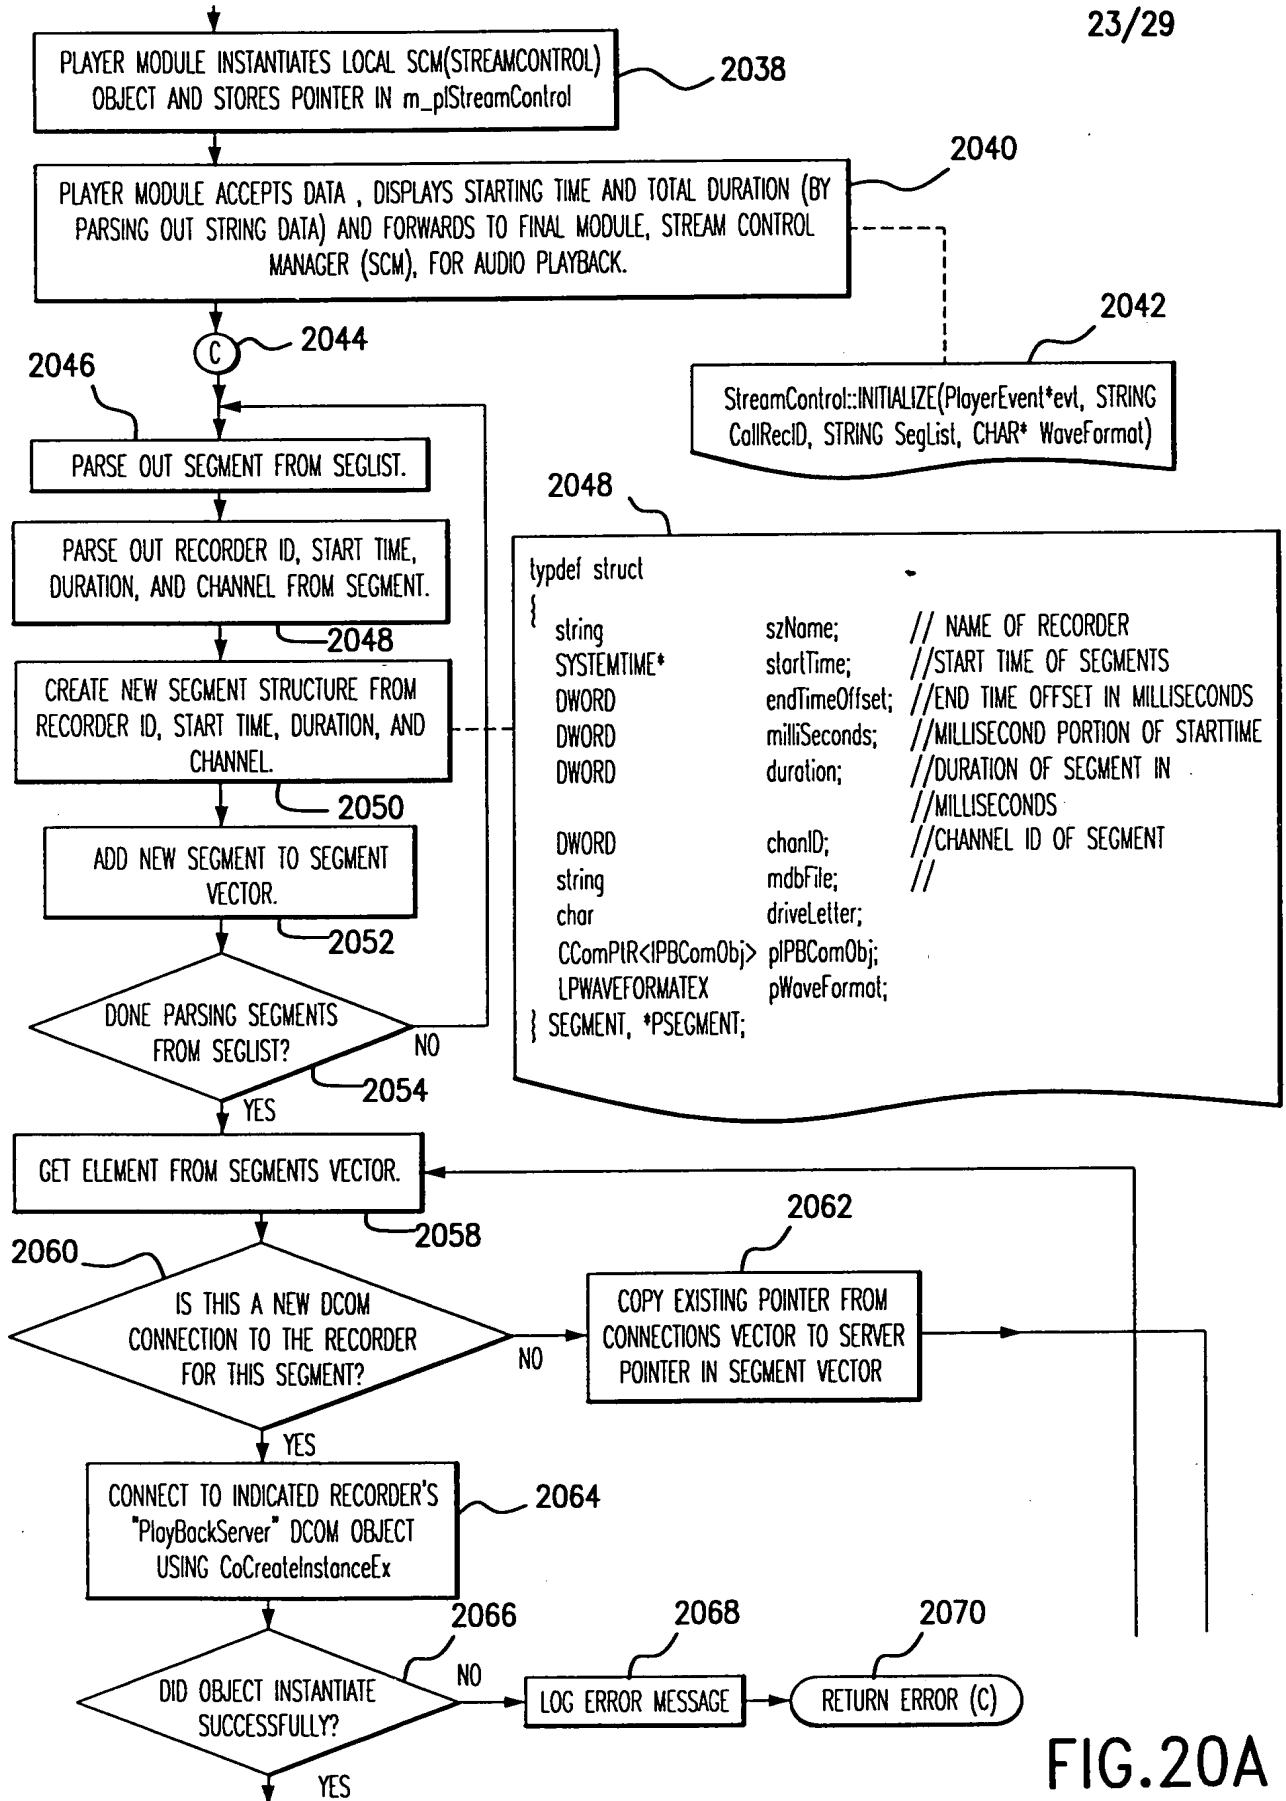 23/29
PLAYER MODULE INSTANTIATES LOCAL SCM(STREAMCONTROL)
OBJECT AND STORES POINTER IN m_pIStreamControl
2038
PLAYER MODULE ACCEPTS DATA , DISPLAYS STARTING TIME AND TOTAL DURATION (BY
PARSING OUT STRING DATA) AND FORWARDS TO FINAL MODULE, STREAM CONTROL
MANAGER (SCM), FOR AUDIO PLAYBACK.
2040
StreamControl::INITIALIZE(PlayerEvent*evt, STRING
CallRecID, STRING SegList, CHAR* WaveFormat)
2042
C
2044
2046
PARSE OUT SEGMENT FROM SEGLIST.
PARSE OUT RECORDER ID, START TIME,
DURATION, AND CHANNEL FROM SEGMENT.
2048
CREATE NEW SEGMENT STRUCTURE FROM
RECORDER ID, START TIME, DURATION, AND
CHANNEL.
2050
2048
typdef struct
{
string szName; // NAME OF RECORDER
SYSTEMTIME* startTime; //START TIME OF SEGMENTS
DWORD endTimeOffset; //END TIME OFFSET IN MILLISECONDS
DWORD milliSeconds; //MILLISECOND PORTION OF STARTTIME
DWORD duration; //DURATION OF SEGMENT IN
//MILLISECONDS
DWORD chanID; //CHANNEL ID OF SEGMENT
string mdbFile; //
char driveLetter;
CComPtR<IPBComObj> pIPBComObj;
LPWAVEFORMATEX pWaveFormat;
} SEGMENT, *PSEGMENT;
ADD NEW SEGMENT TO SEGMENT
VECTOR.
2052
DONE PARSING SEGMENTS
FROM SEGLIST?
NO
2054
YES
GET ELEMENT FROM SEGMENTS VECTOR.
2058
2060
IS THIS A NEW DCOM
CONNECTION TO THE RECORDER
FOR THIS SEGMENT?
NO
2062
COPY EXISTING POINTER FROM
CONNECTIONS VECTOR TO SERVER
POINTER IN SEGMENT VECTOR
YES
CONNECT TO INDICATED RECORDER'S
"PlayBackServer" DCOM OBJECT
USING CoCreateInstanceEx
2064
DID OBJECT INSTANTIATE
SUCCESSFULLY?
2066
NO
2068
LOG ERROR MESSAGE
2070
RETURN ERROR (C)
YES
FIG.20A